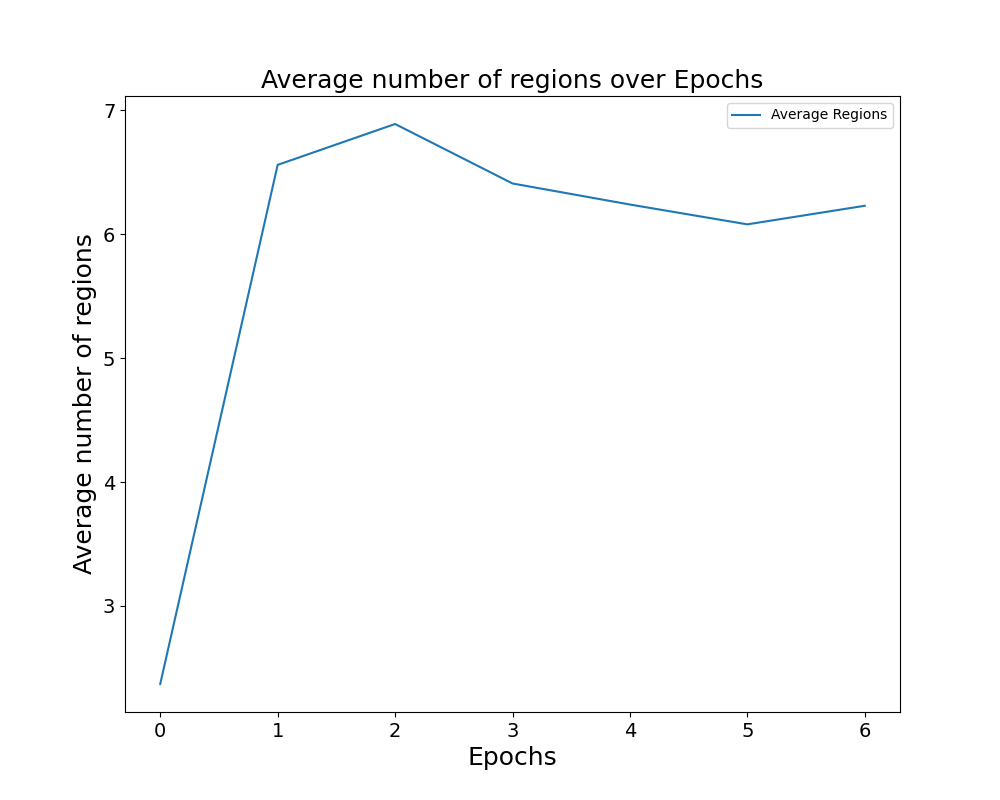 Average number of regions over Epochs
Average Regions
Average number of regions
7
6
5
4
3
0 1 2 3 4 5 6
Epochs